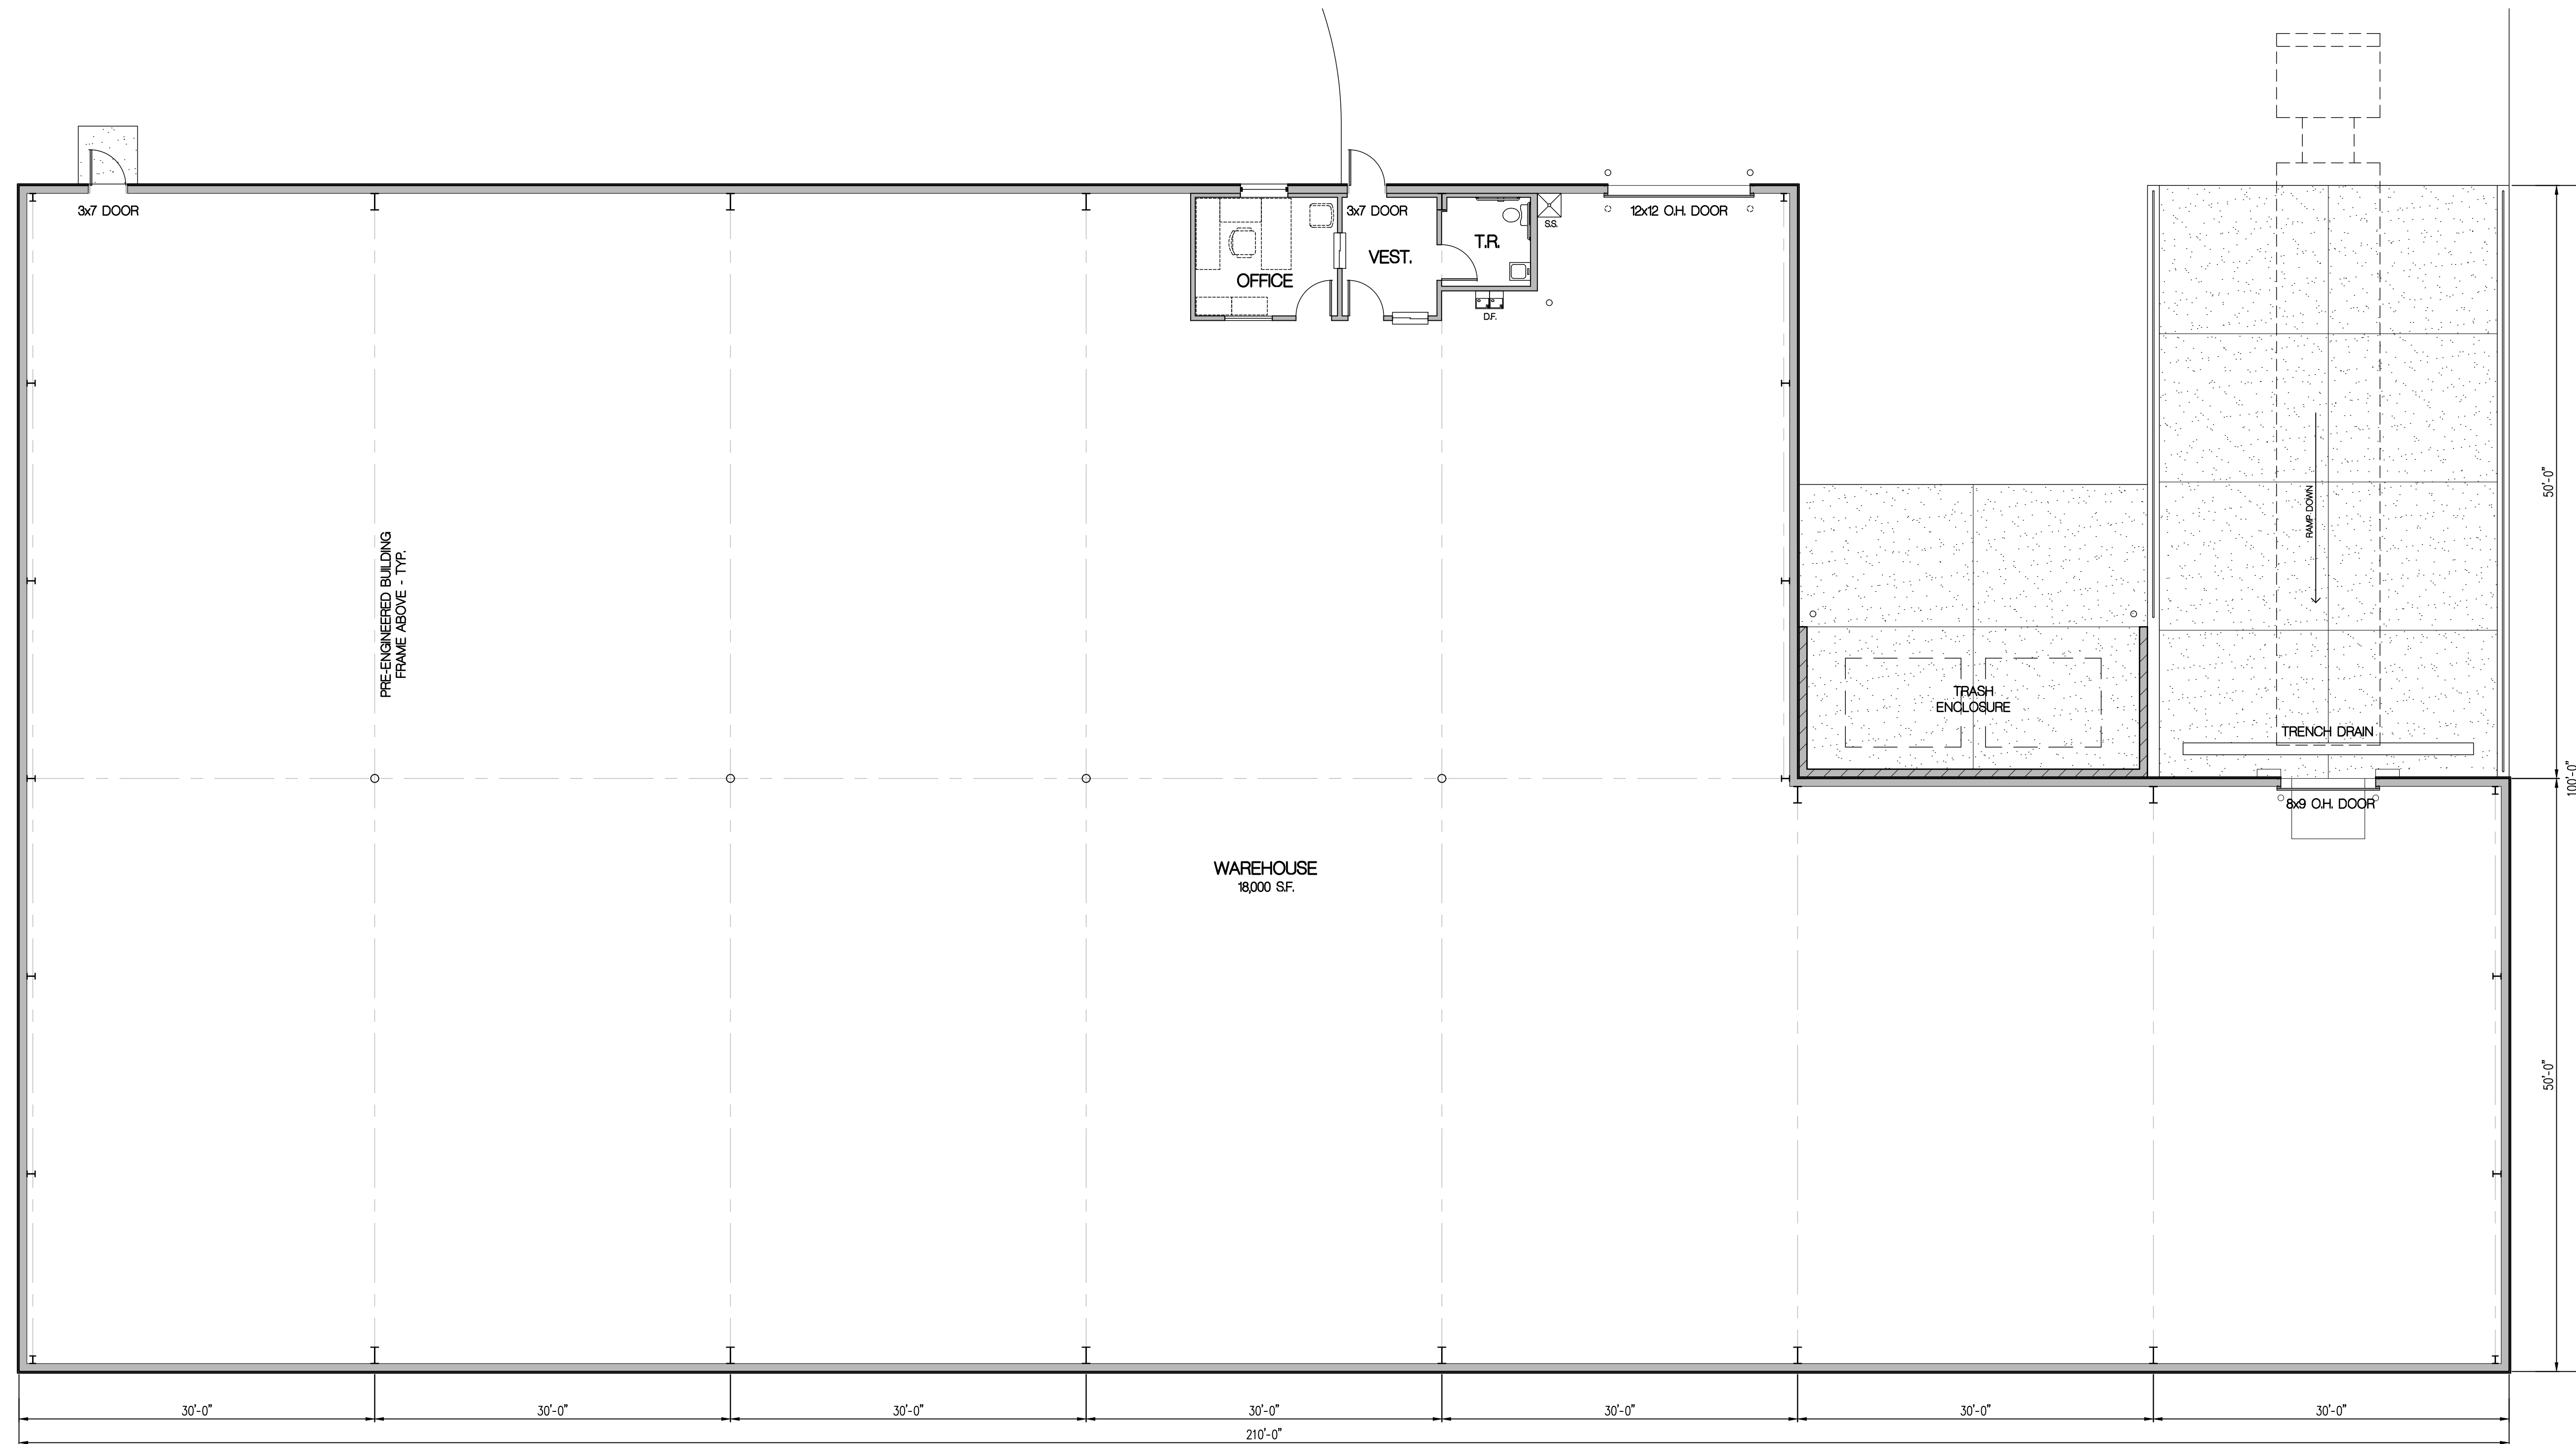 3x7 DOOR
3x7 DOOR
12x12 O.H. DOOR
S.S.
T.R.
VEST.
OFFICE
D.F.
50'-0"
RAMP DOWN
PRE-ENGINEERED BUILDING
FRAME ABOVE - TYP.
TRASH
ENCLOSURE
TRENCH DRAIN
100'-0"
8x9 O.H. DOOR
WAREHOUSE
18,000 S.F.
50'-0"
30'-0"
30'-0"
30'-0"
30'-0"
30'-0"
30'-0"
30'-0"
210'-0"